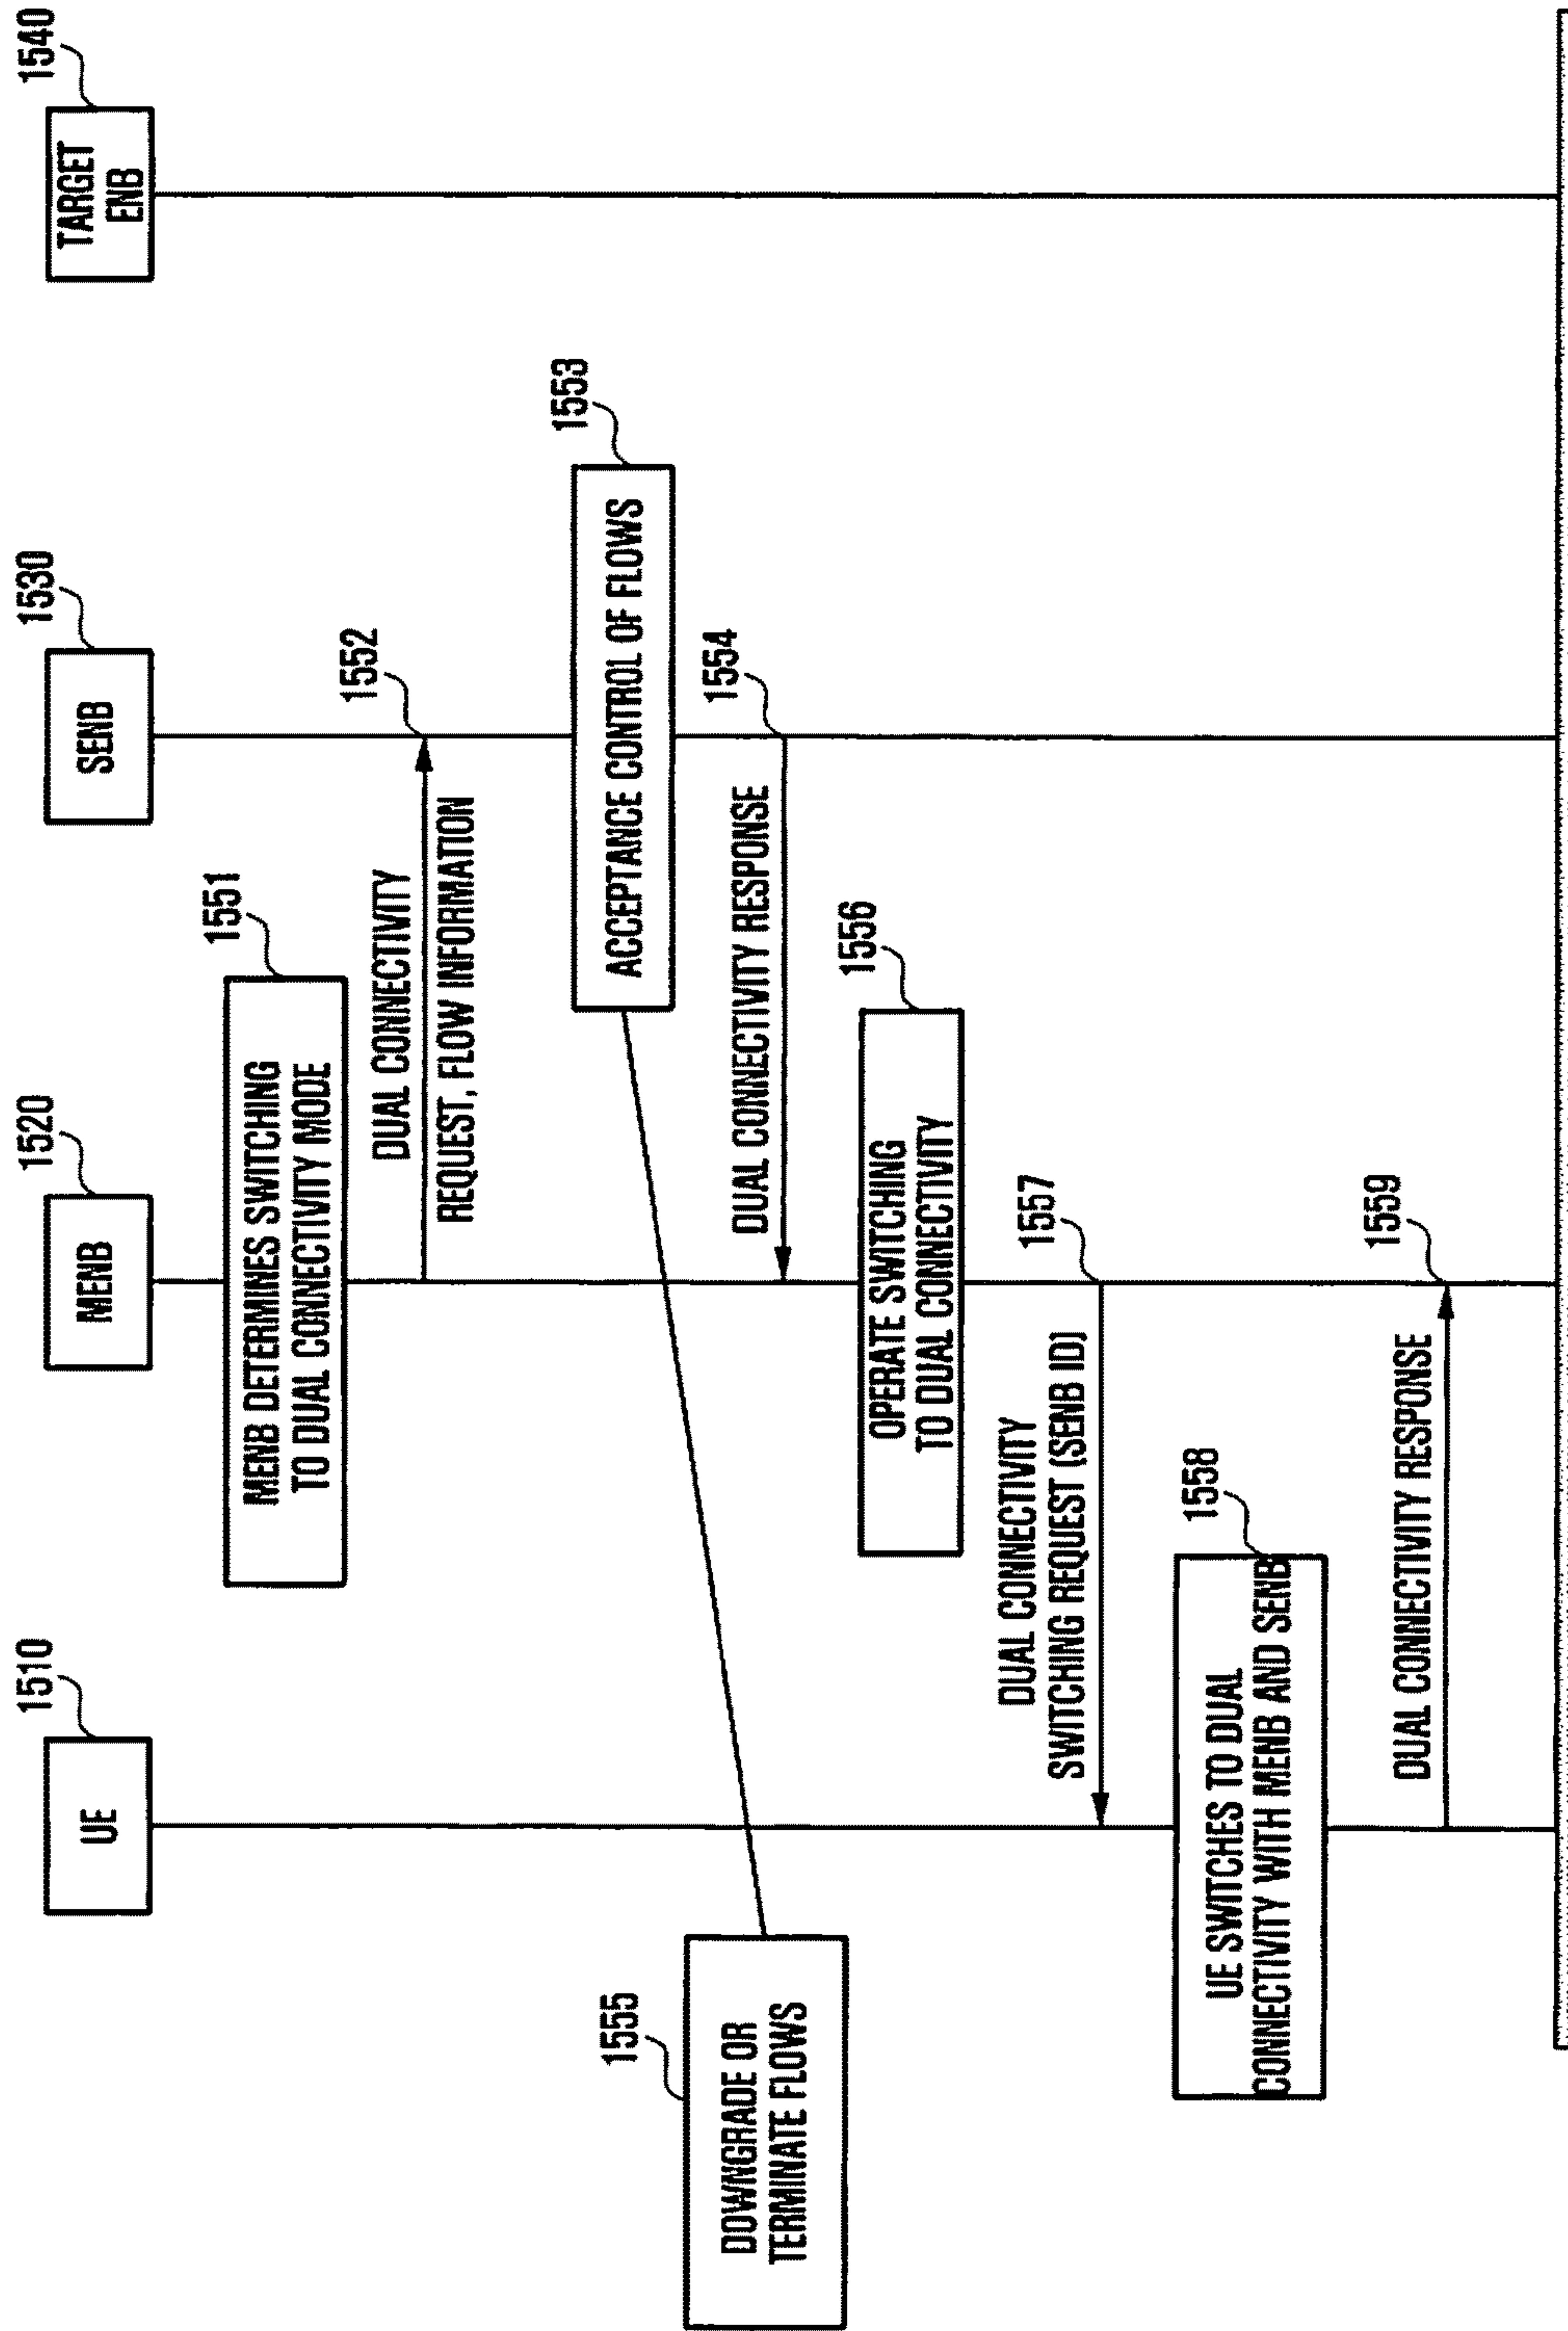 1510
1520
1530
1540
UE
MENB
SENB
TARGET
ENB
1551
MENB DETERMINES SWITCHING
TO DUAL CONNECTIVITY MODE
1552
DUAL CONNECTIVITY
REQUEST, FLOW INFORMATION
1553
ACCEPTANCE CONTROL OF FLOWS
1555
DOWGRADE OR
TERMINATE FLOWS
1554
DUAL CONNECTIVITY RESPONSE
1556
OPERATE SWITCHING
TO DUAL CONNECTIVITY
1557
DUAL CONNECTIVITY
SWITCHING REQUEST (SENB ID)
1558
UE SWITCHES TO DUAL
CONNECTIVITY WITH MENB AND SENB
1559
DUAL CONNECTIVITY RESPONSE